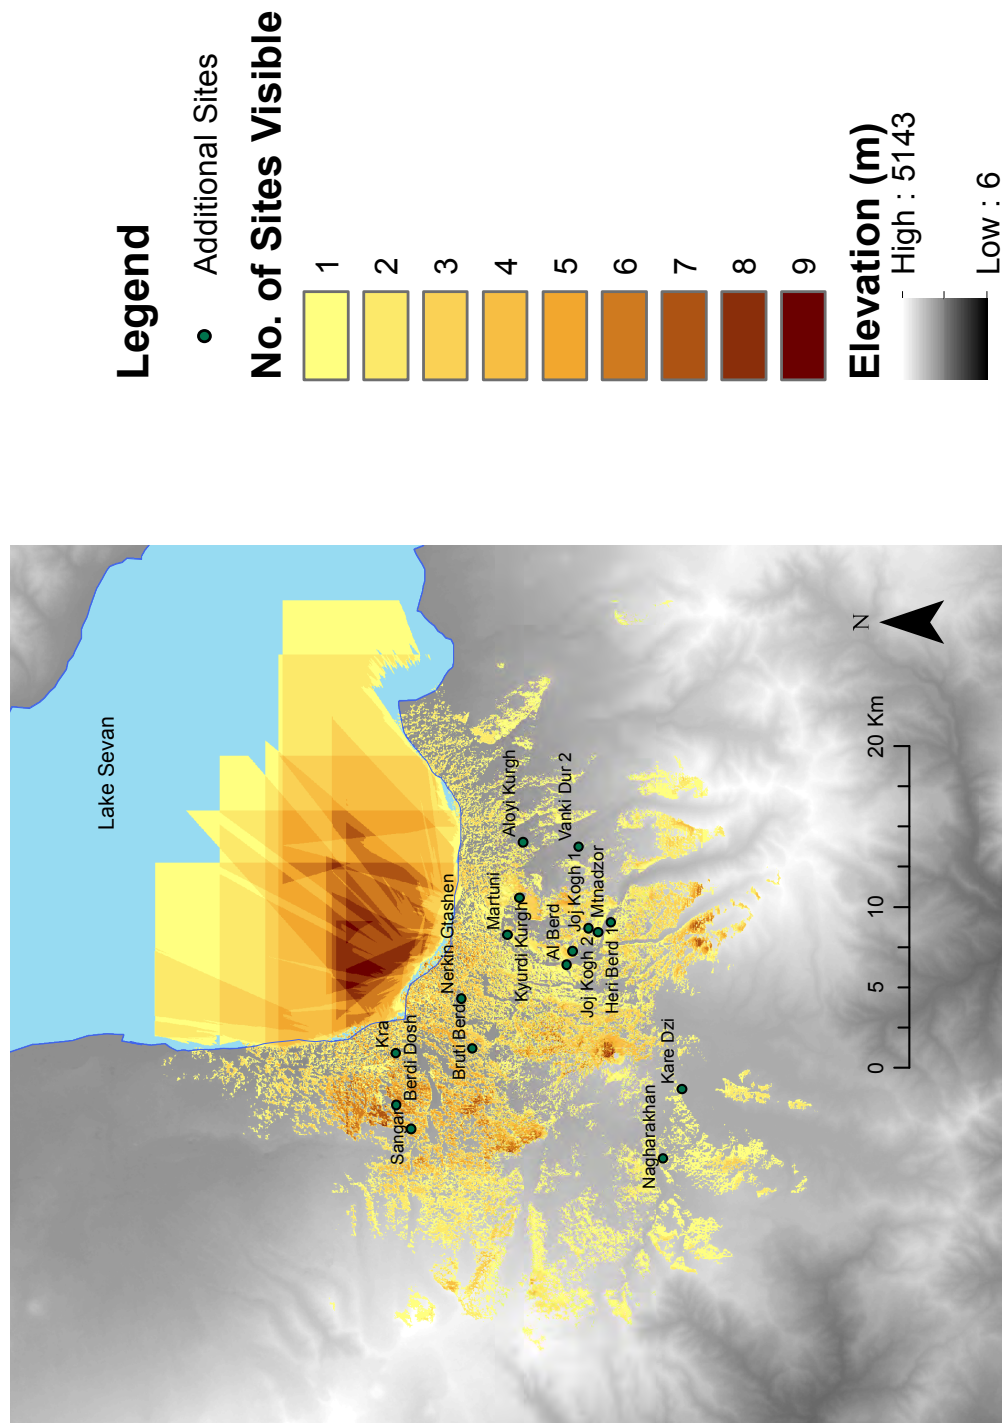 Lake Sevan
Kra
Berdi Dosh
Sangar
Nerkin Gtashen
Bruti Berd
Martuni
Kyurdi Kurgh
Aloyi Kurgh
Vanki Dur 2
Al Berd
Joj Kogh 1
Mtnadzor
Joj Kogh 2
Heri Berd 1
Kare Dzi
Nagharakhan
N
0 5 10 20 Km
Legend
Additional Sites
No. of Sites Visible
1
2
3
4
5
6
7
8
9
Elevation (m)
High : 5143
Low : 6